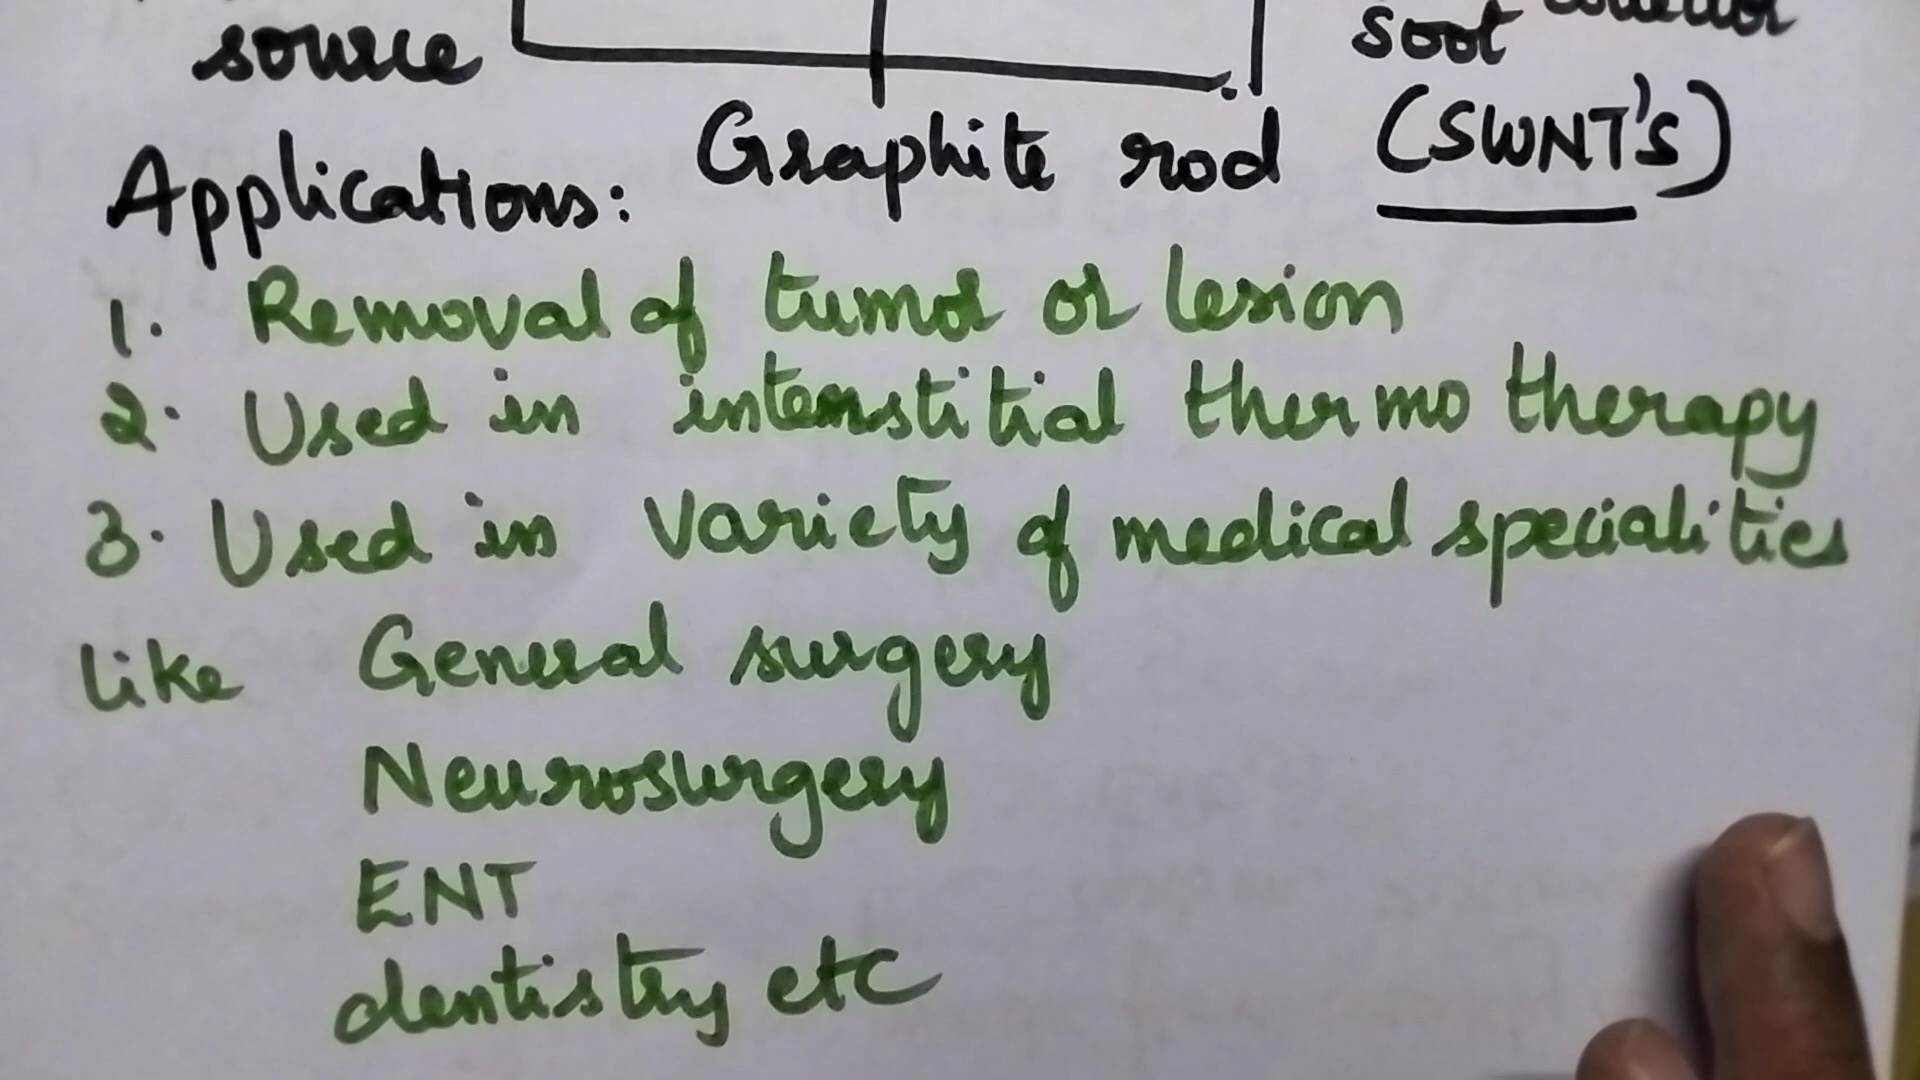 source
soot
Graphite rod (SWNT'S)
Applications:
1. Removal of tumor or lesion
2. Used in interstitial thermo therapy
3. Used in variety of medical specialities
like General surgery
Neurosurgery
ENT
dentistry etc